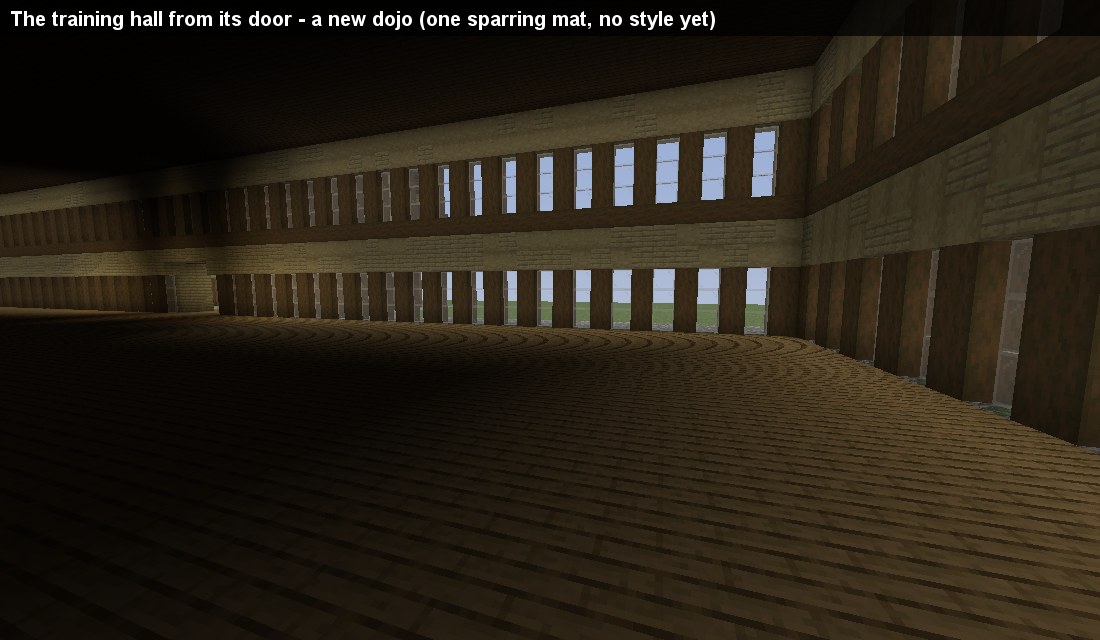 The training hall from its door - a new dojo (one sparring mat, no style yet)